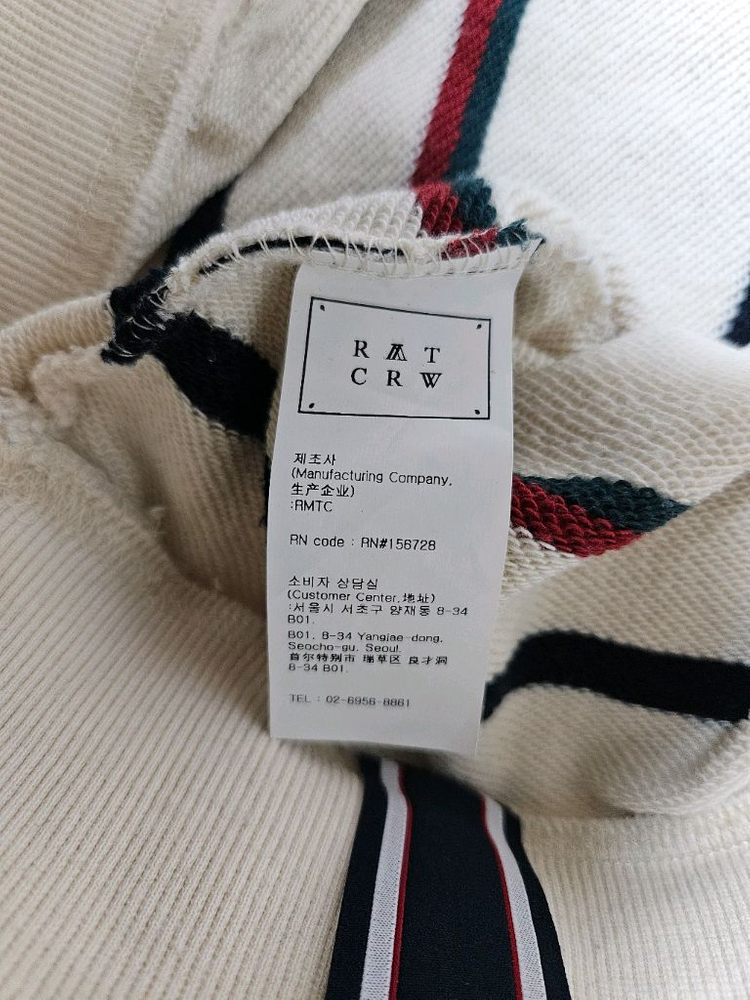 R M T
C R W
제조사
(Manufacturing Company,
生产企业)
:RMTC
RN code : RN#156728
소비자 상담실
(Customer Center,地址)
:서울시 서초구 양재동 8-34
B01.
B01, 8-34 Yangjae-dong,
Seocho-gu, Seoul.
首尔特别市 瑞草区 良才洞
8-34 B01.
TEL : 02-6956-8861